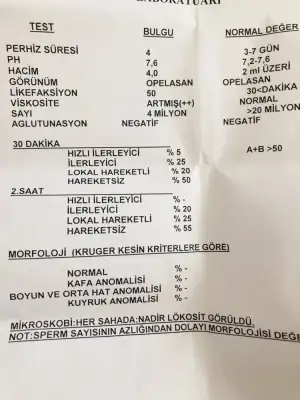 LABORATUARI
TEST BULGU NORMAL DEĞER
PERHİZ SÜRESİ 4 3-7 GÜN
PH 7,6 7,2-7,6
HACİM 4,0 2 ml ÜZERİ
GÖRÜNÜM OPELASAN OPELASAN
LİKEFAKSİYON 50 30<DAKİKA
VİSKOSİTE ARTMIŞ(++) NORMAL
SAYI 4 MİLYON >20 MİLYON
AGLUTUNASYON NEGATİF NEGATİF
30 DAKİKA
HIZLI İLERLEYİCİ % 5 A+B >50
İLERLEYİCİ % 25
LOKAL HAREKETLİ % 20
HAREKETSİZ % 50
2.SAAT
HIZLI İLERLEYİCİ % -
İLERLEYİCİ % 20
LOKAL HAREKETLİ % 25
HAREKETSİZ % 55
MORFOLOJİ (KRUGER KESİN KRİTERLERE GÖRE)
NORMAL % -
KAFA ANOMALİSİ % -
BOYUN VE ORTA HAT ANOMALİSİ % -
KUYRUK ANOMALİSİ % -
MİKROSKOBİ:HER SAHADA:NADİR LÖKOSİT GÖRÜLDÜ,
NOT:SPERM SAYISININ AZLIĞINDAN DOLAYI MORFOLOJİSİ DEĞE